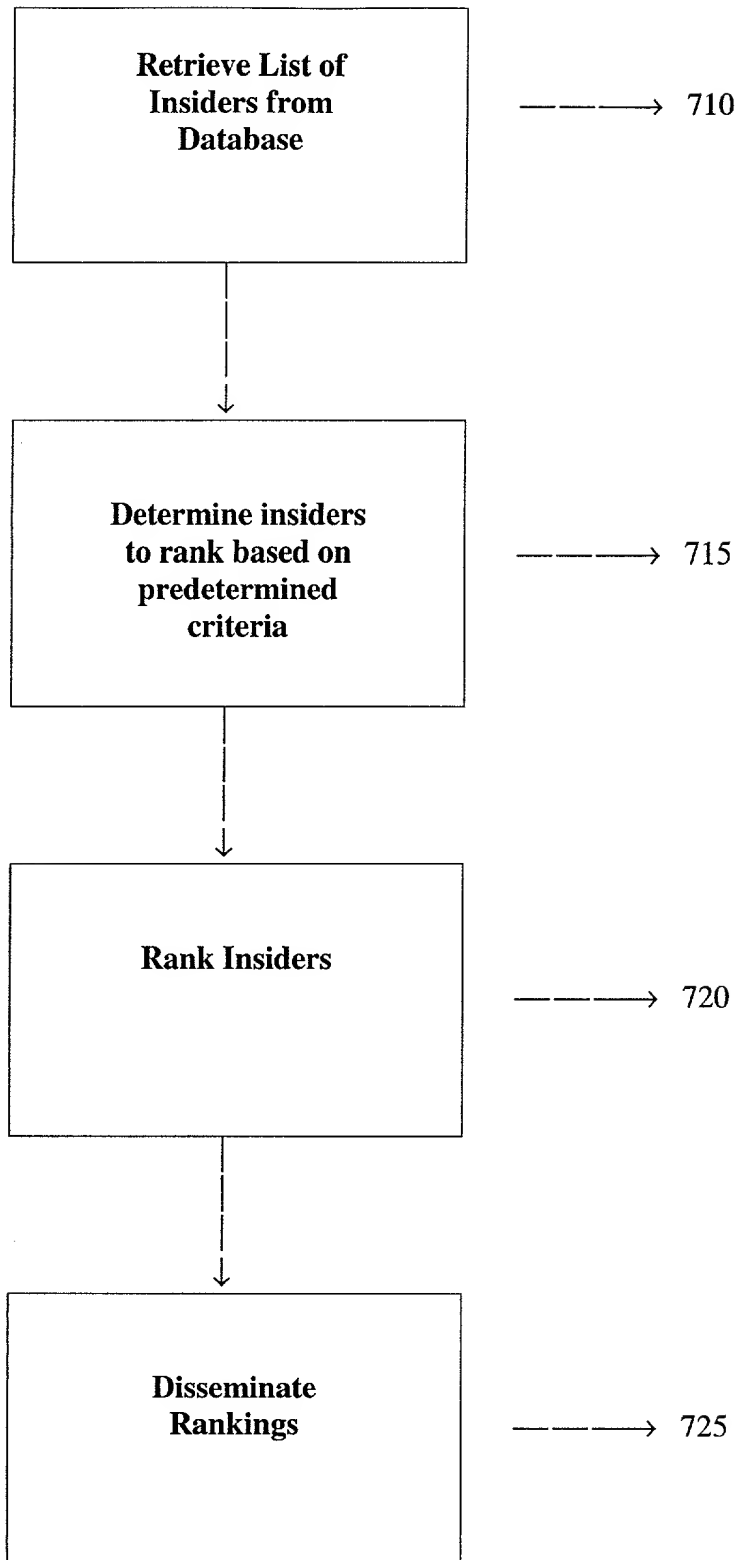 Retrieve List of
Insiders from
Database
710
Determine insiders
to rank based on
predetermined
criteria
715
Rank Insiders
720
Disseminate
Rankings
725